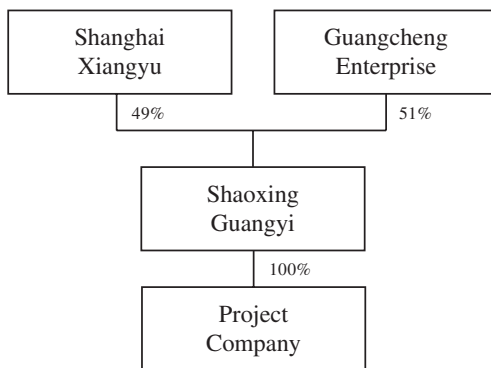 Shanghai
Xiangyu
Guangcheng
Enterprise
49%
51%
Shaoxing
Guangyi
100%
Project
Company